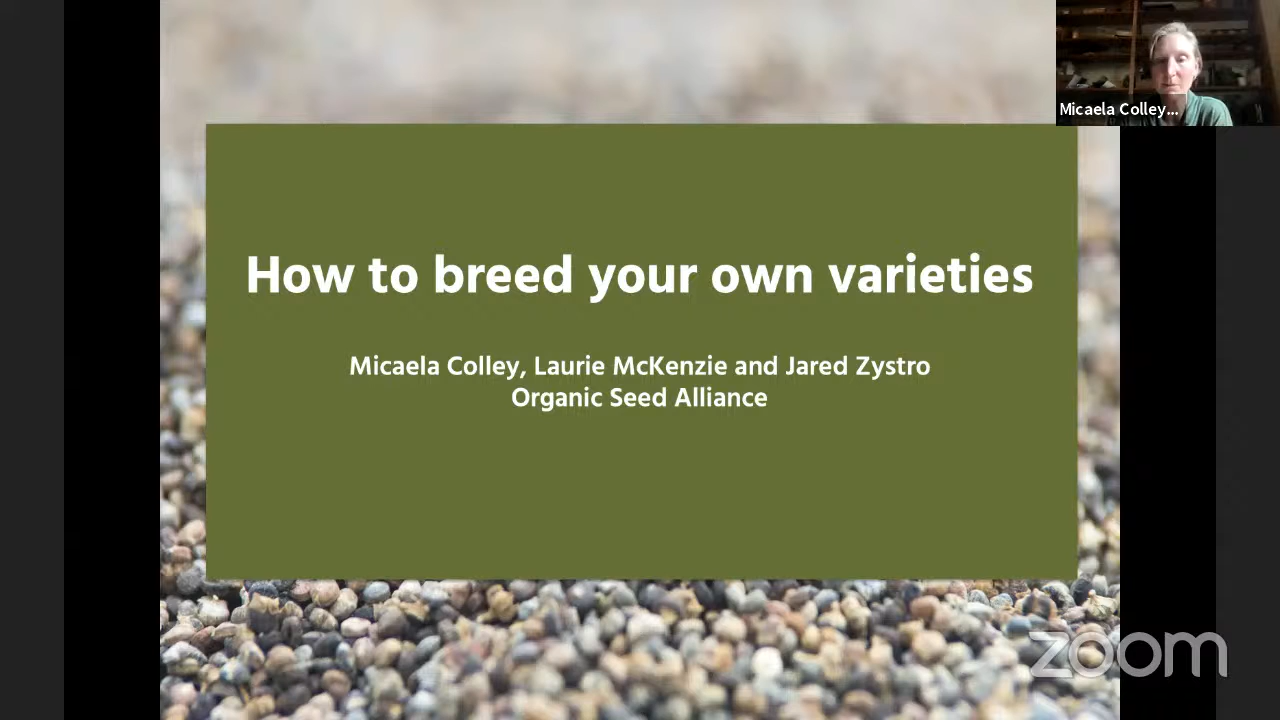 Micaela Colley...
How to breed your own varieties
Micaela Colley, Laurie McKenzie and Jared Zystro
Organic Seed Alliance
zoom